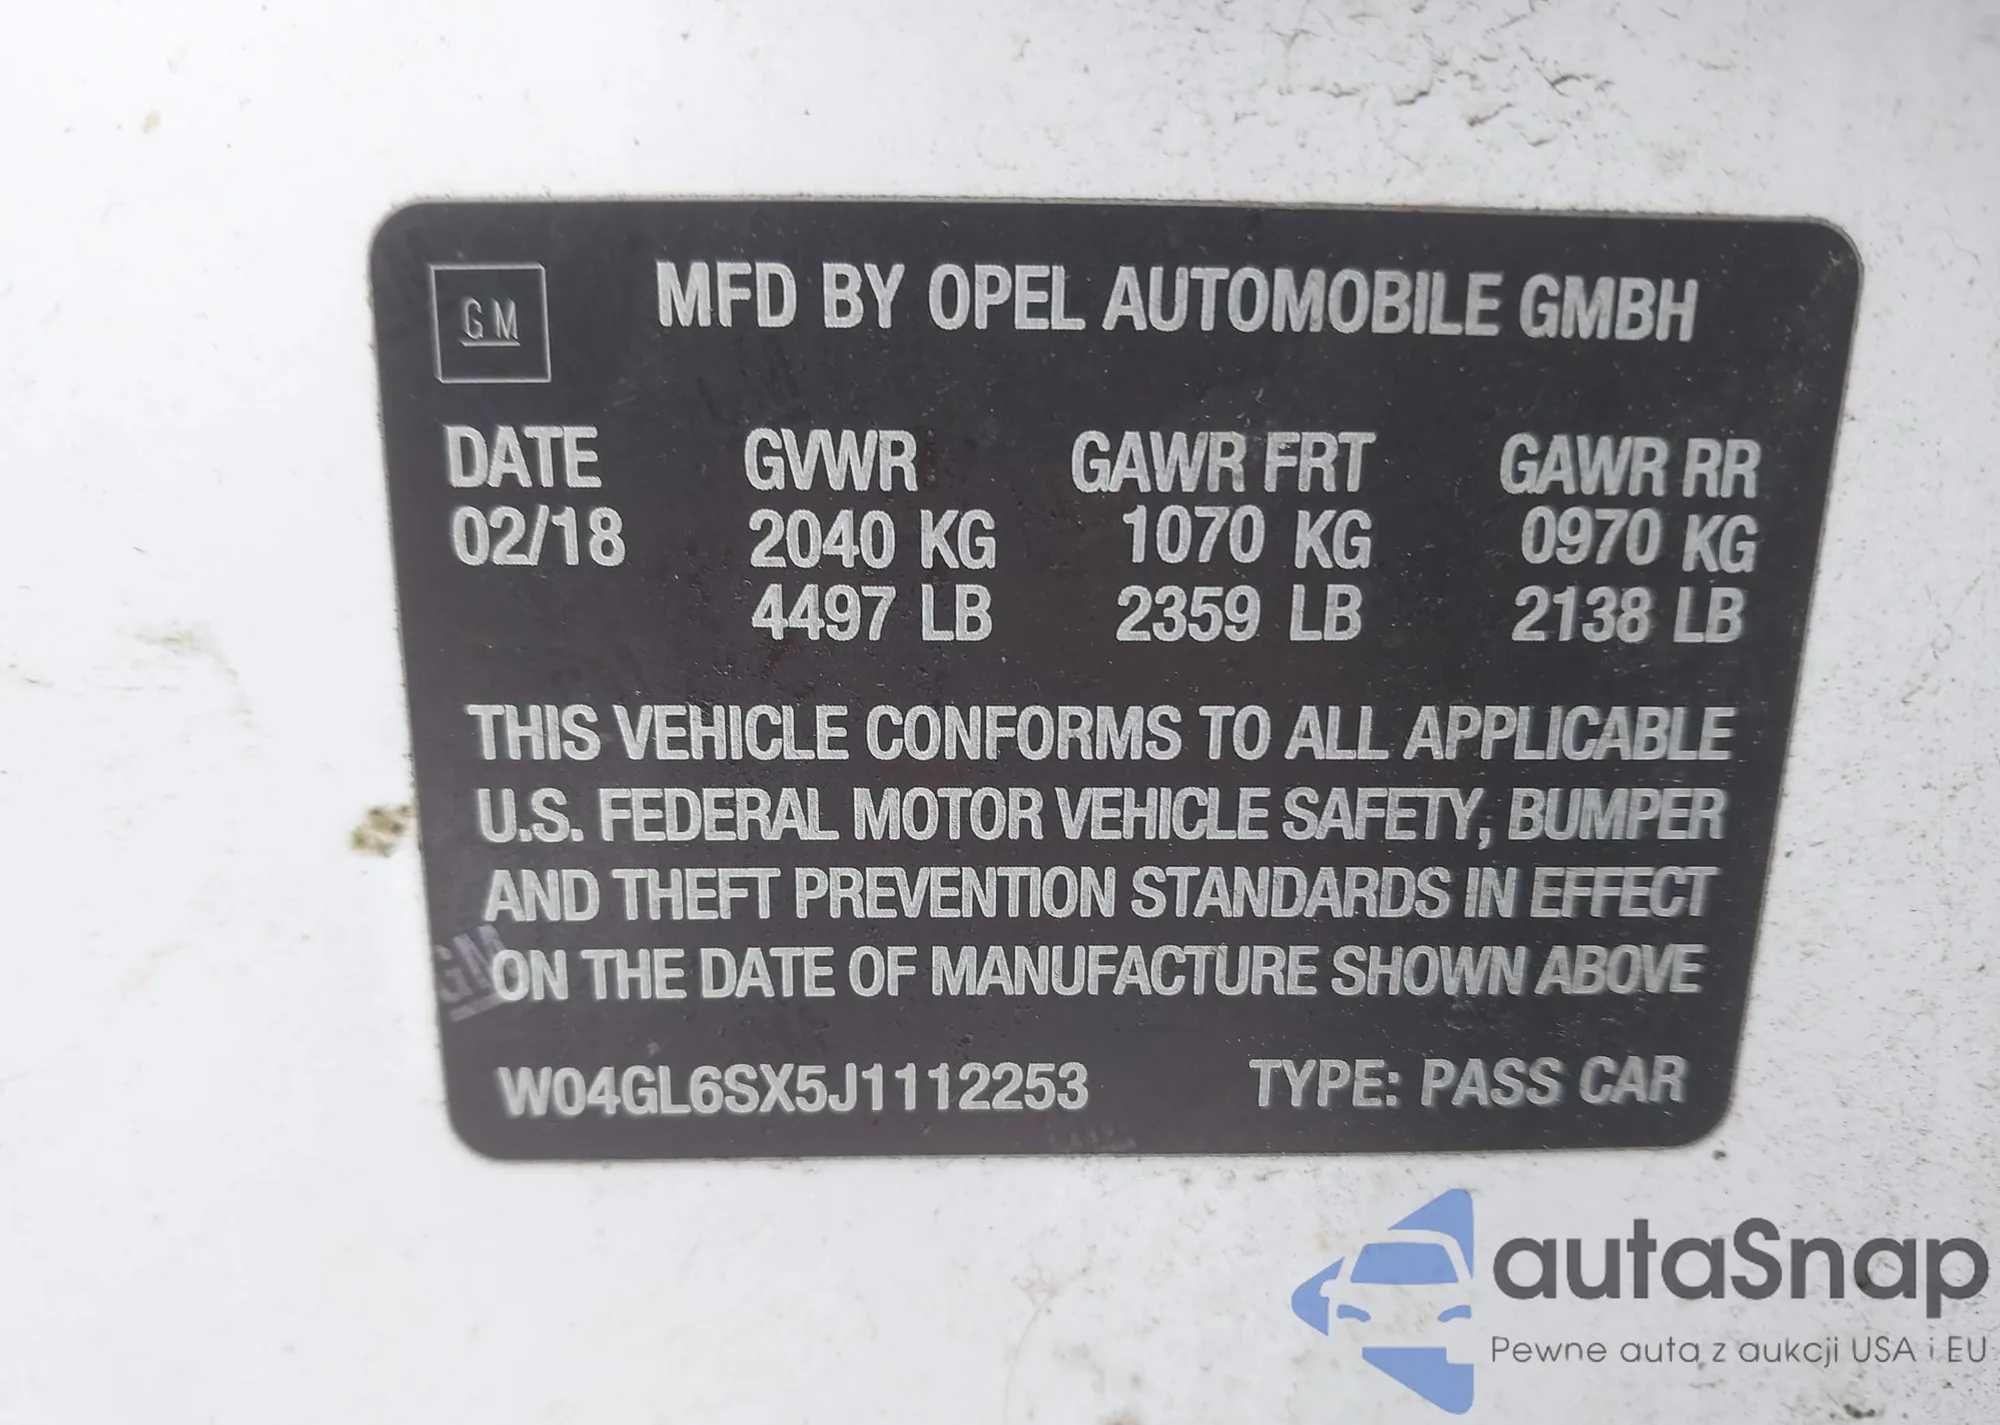 GM
MFD BY OPEL AUTOMOBILE GMBH
DATE GVWR GAWR FRT GAWR RR
02/18 2040 KG 1070 KG 0970 KG
4497 LB 2359 LB 2138 LB
THIS VEHICLE CONFORMS TO ALL APPLICABLE
U.S. FEDERAL MOTOR VEHICLE SAFETY, BUMPER
AND THEFT PREVENTION STANDARDS IN EFFECT
GM
ON THE DATE OF MANUFACTURE SHOWN ABOVE
W04GL6SX5J1112253 TYPE: PASS CAR
autaSnap
Pewne auta z aukcji USA i EU